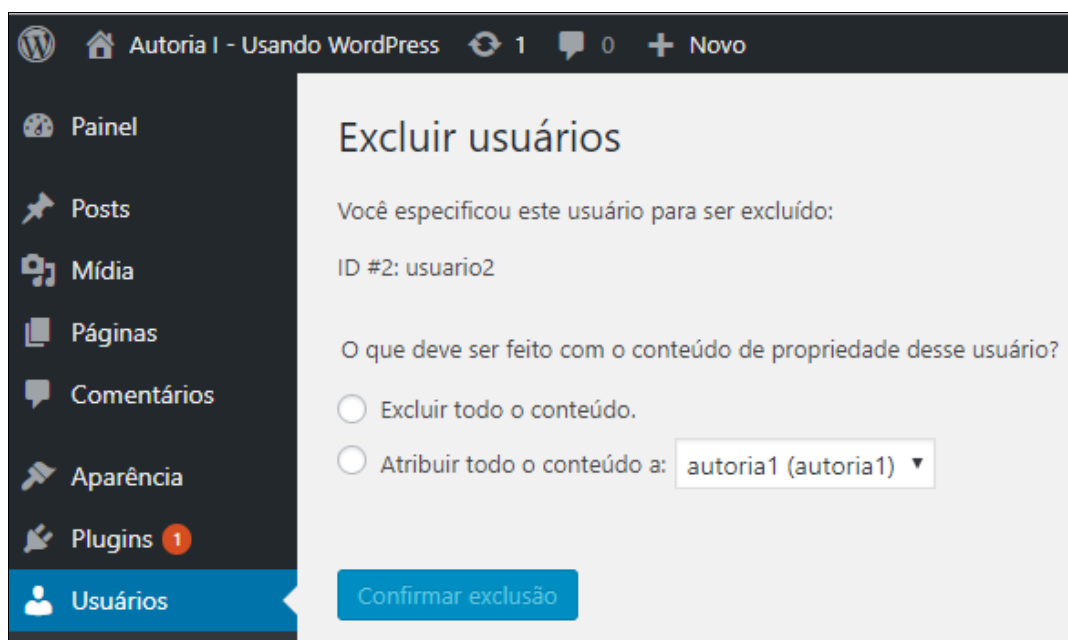 Autoria I - Usando WordPress 1 0 + Novo
Painel
Posts
Mídia
Páginas
Comentários
Aparência
Plugins 1
Usuários
Excluir usuários
Você especificou este usuário para ser excluído:
ID #2: usuario2
O que deve ser feito com o conteúdo de propriedade desse usuário?
Excluir todo o conteúdo.
Atribuir todo o conteúdo a: autoria1 (autoria1)
Confirmar exclusão